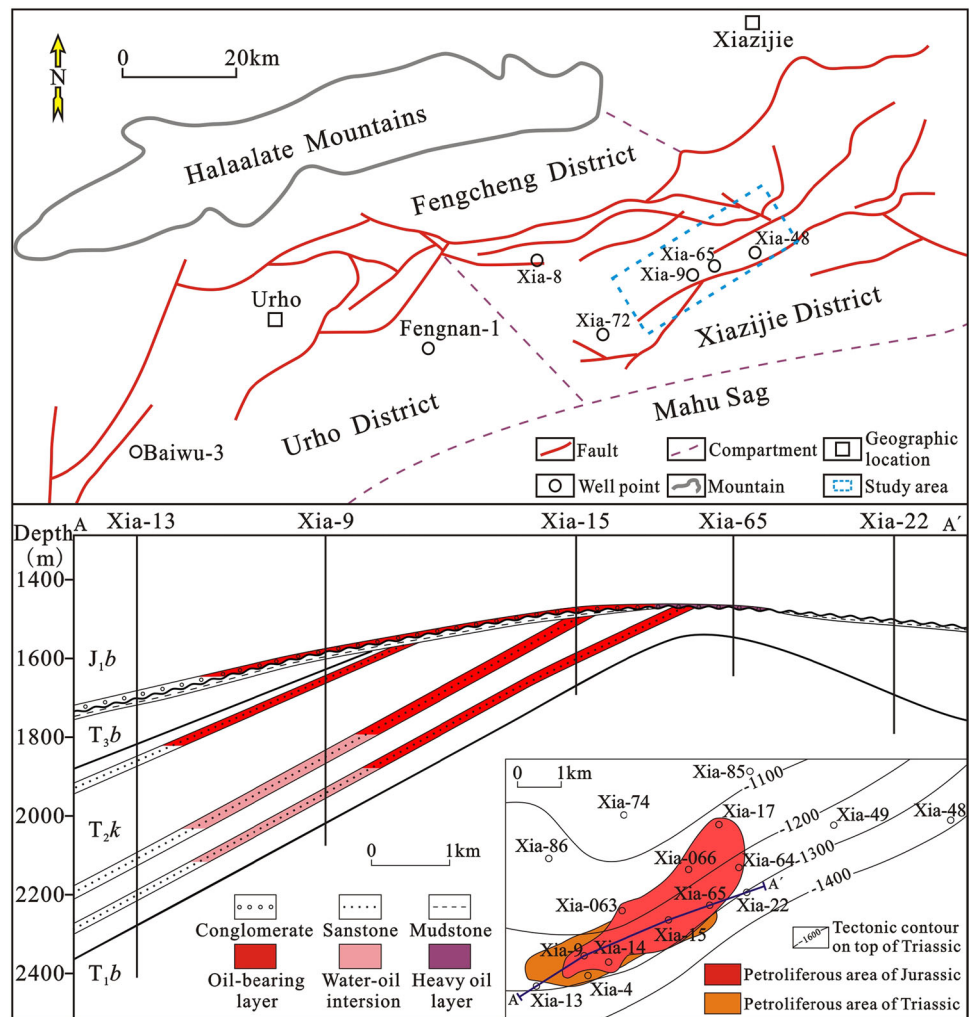 Xiazijie
N
0 20km
Halaalate Mountains
Fengcheng District
Xia-48
Xia-65
Xia-9
Xia-8
Urho
Xia-72
Fengnan-1
Xiazijie District
Mahu Sag
Urho District
Baiwu-3
Fault
Compartment
Geographic location
Well point
Mountain
Study area
Depth (m)
A Xia-13 Xia-9 Xia-15 Xia-65 Xia-22 A´
1400
1600
1800
2000
2200
2400
J₁b
T₃b
T₂k
T₁b
0 1km
Conglomerate Sanstone Mudstone
Oil-bearing layer
Water-oil intersion
Heavy oil layer
0 1km
Xia-85
-1100
Xia-74
Xia-17
-1200
Xia-49
Xia-48
Xia-86
Xia-066
Xia-64
-1300
-1400
Xia-65
A´
Xia-063
Xia-22
Xia-15
Xia-9
Xia-14
Xia-4
A
Xia-13
-1600
Tectonic contour on top of Triassic
Petroliferous area of Jurassic
Petroliferous area of Triassic